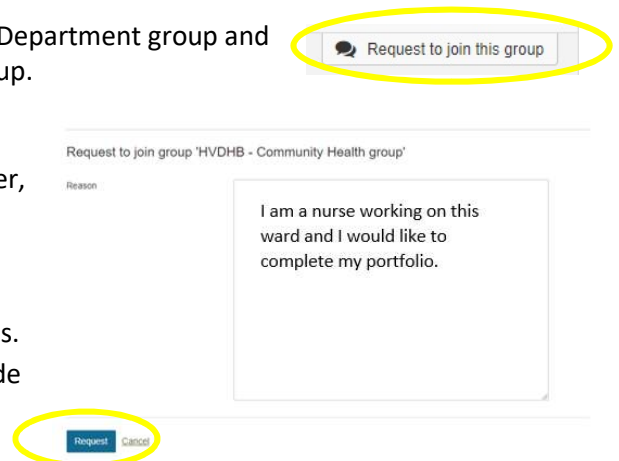 Department group and
Request to join this group
up.
Request to join group 'HVDHB - Community Health group'
er,
Reason
I am a nurse working on this
ward and I would like to
complete my portfolio.
s.
de
Request Cancel